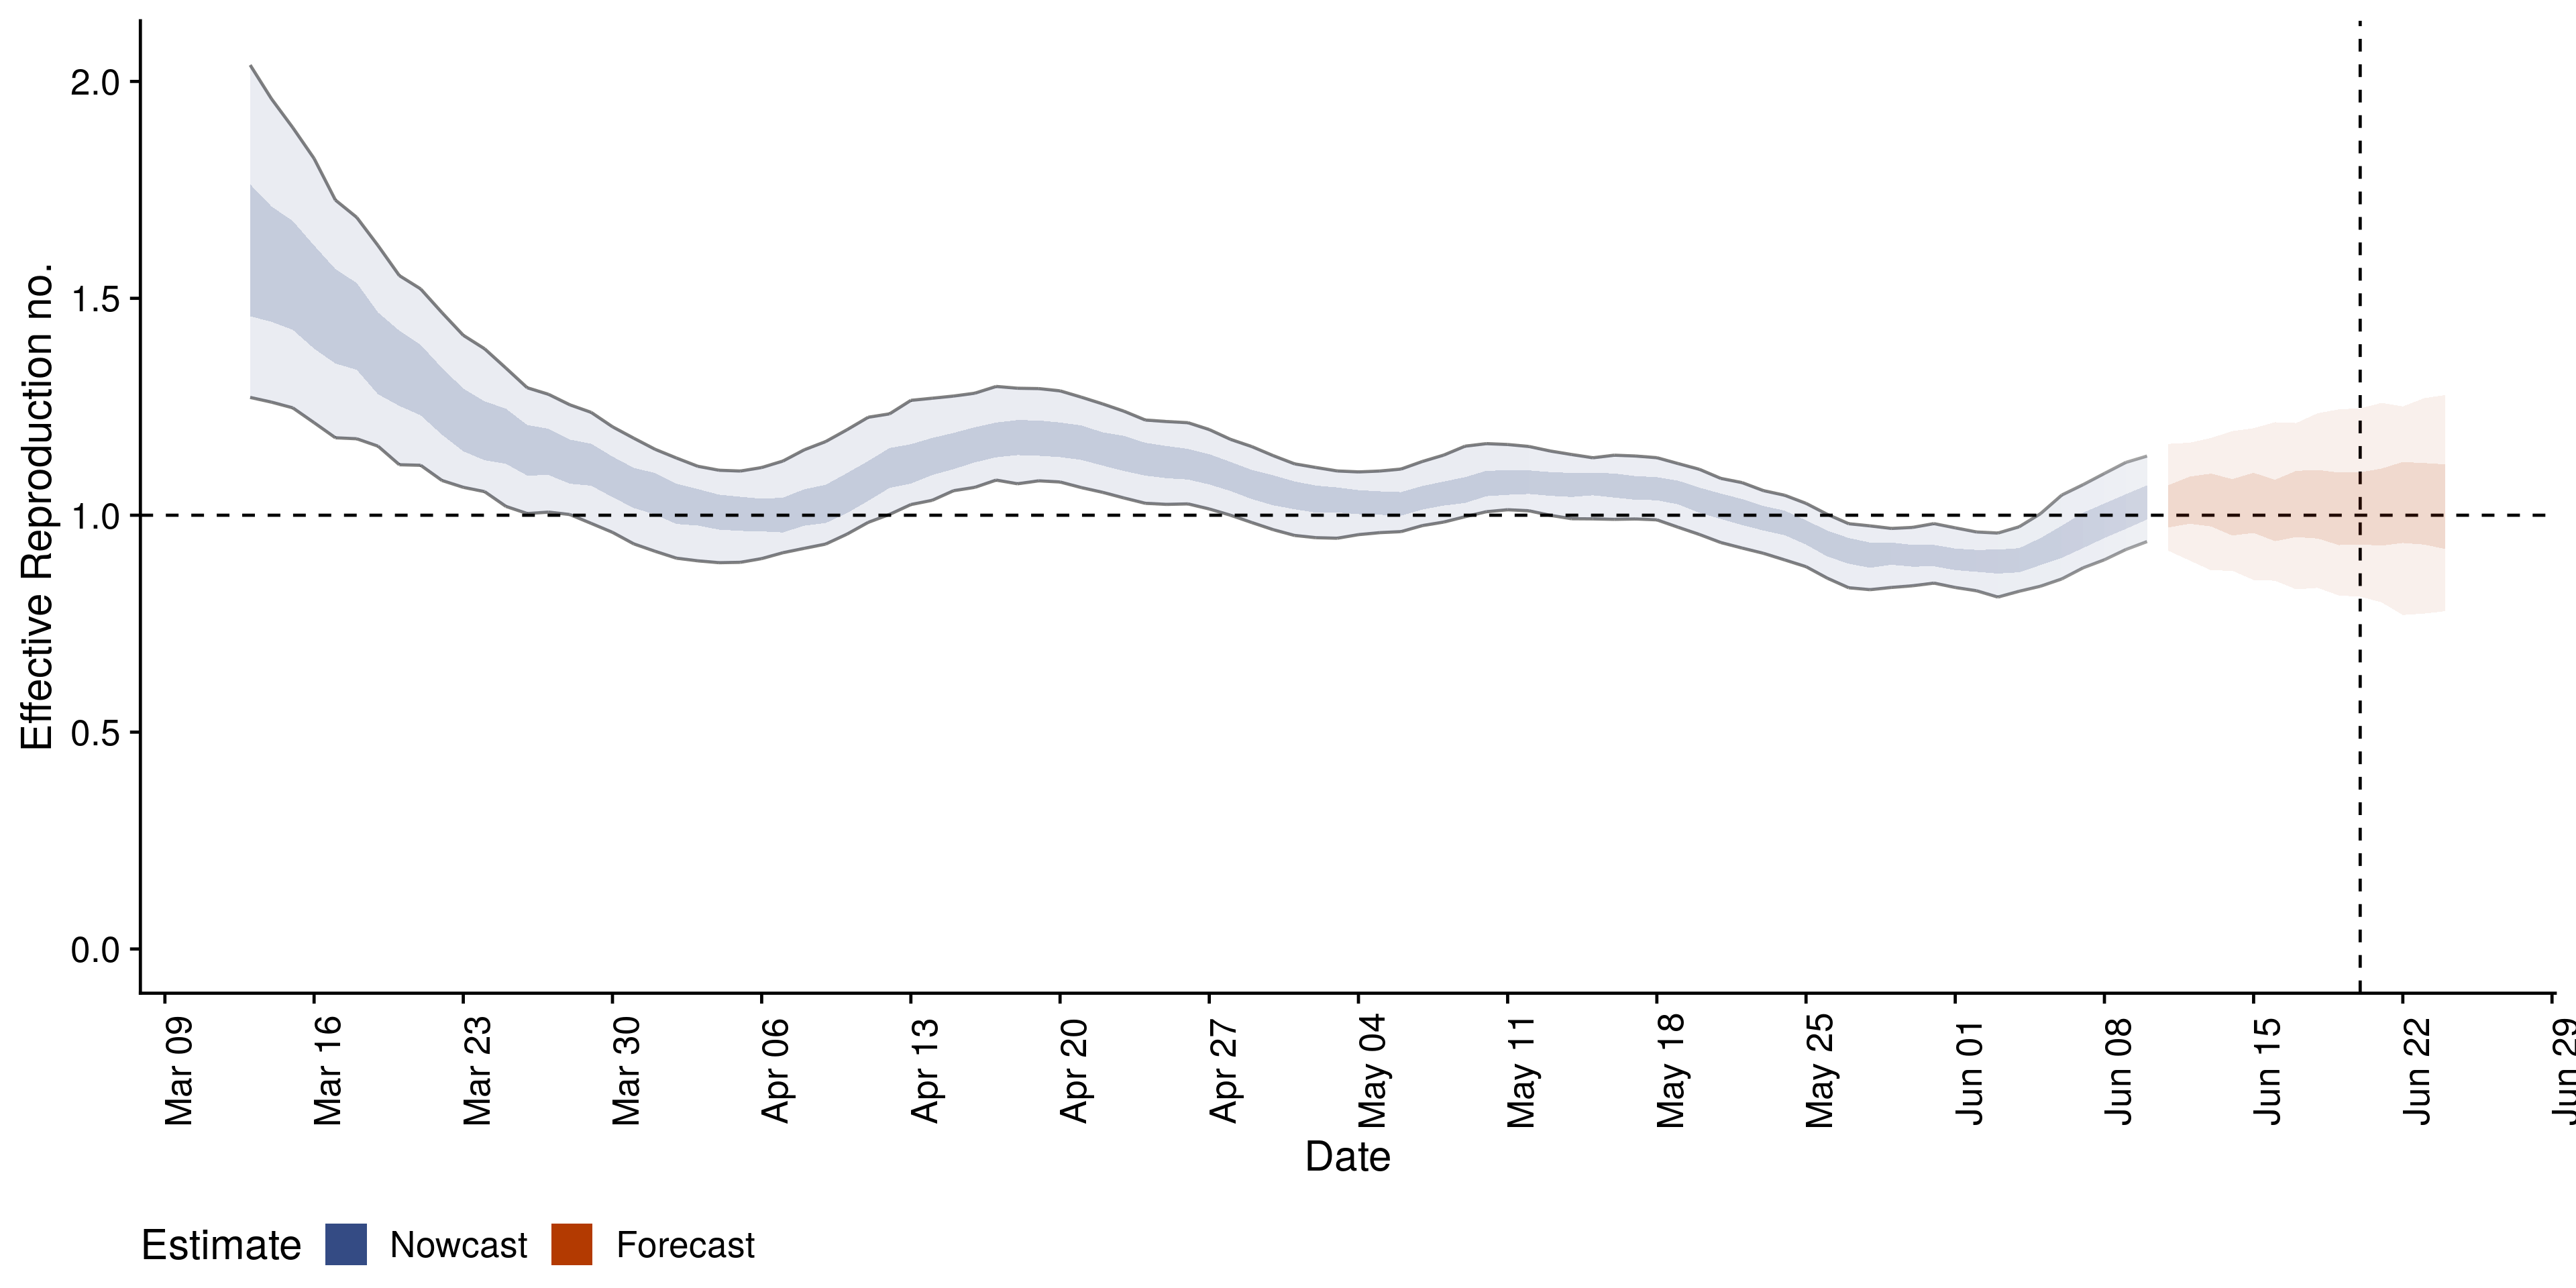 Effective Reproduction no.
2.0
1.5
1.0
0.5
0.0
Mar 09
Mar 16
Mar 23
Mar 30
Apr 06
Apr 13
Apr 20
Apr 27
May 04
May 11
May 18
May 25
Jun 01
Jun 08
Jun 15
Jun 22
Jun 29
Date
Estimate Nowcast Forecast